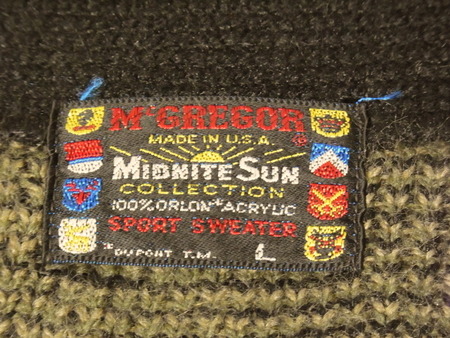 McGREGOR ®
MADE IN U.S.A.
MIDNITE SUN
COLLECTION
100% ORLON* ACRYLIC
SPORT SWEATER
*DU PONT T.M. L